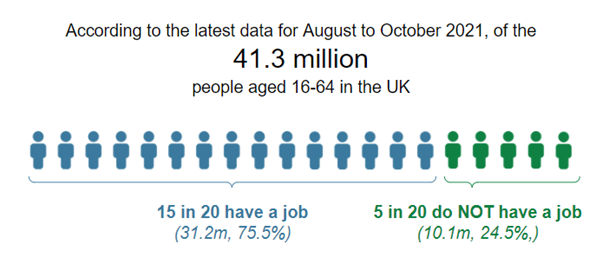 According to the latest data for August to October 2021, of the
41.3 million
people aged 16-64 in the UK
15 in 20 have a job
(31.2m, 75.5%)
5 in 20 do NOT have a job
(10.1m, 24.5%,)